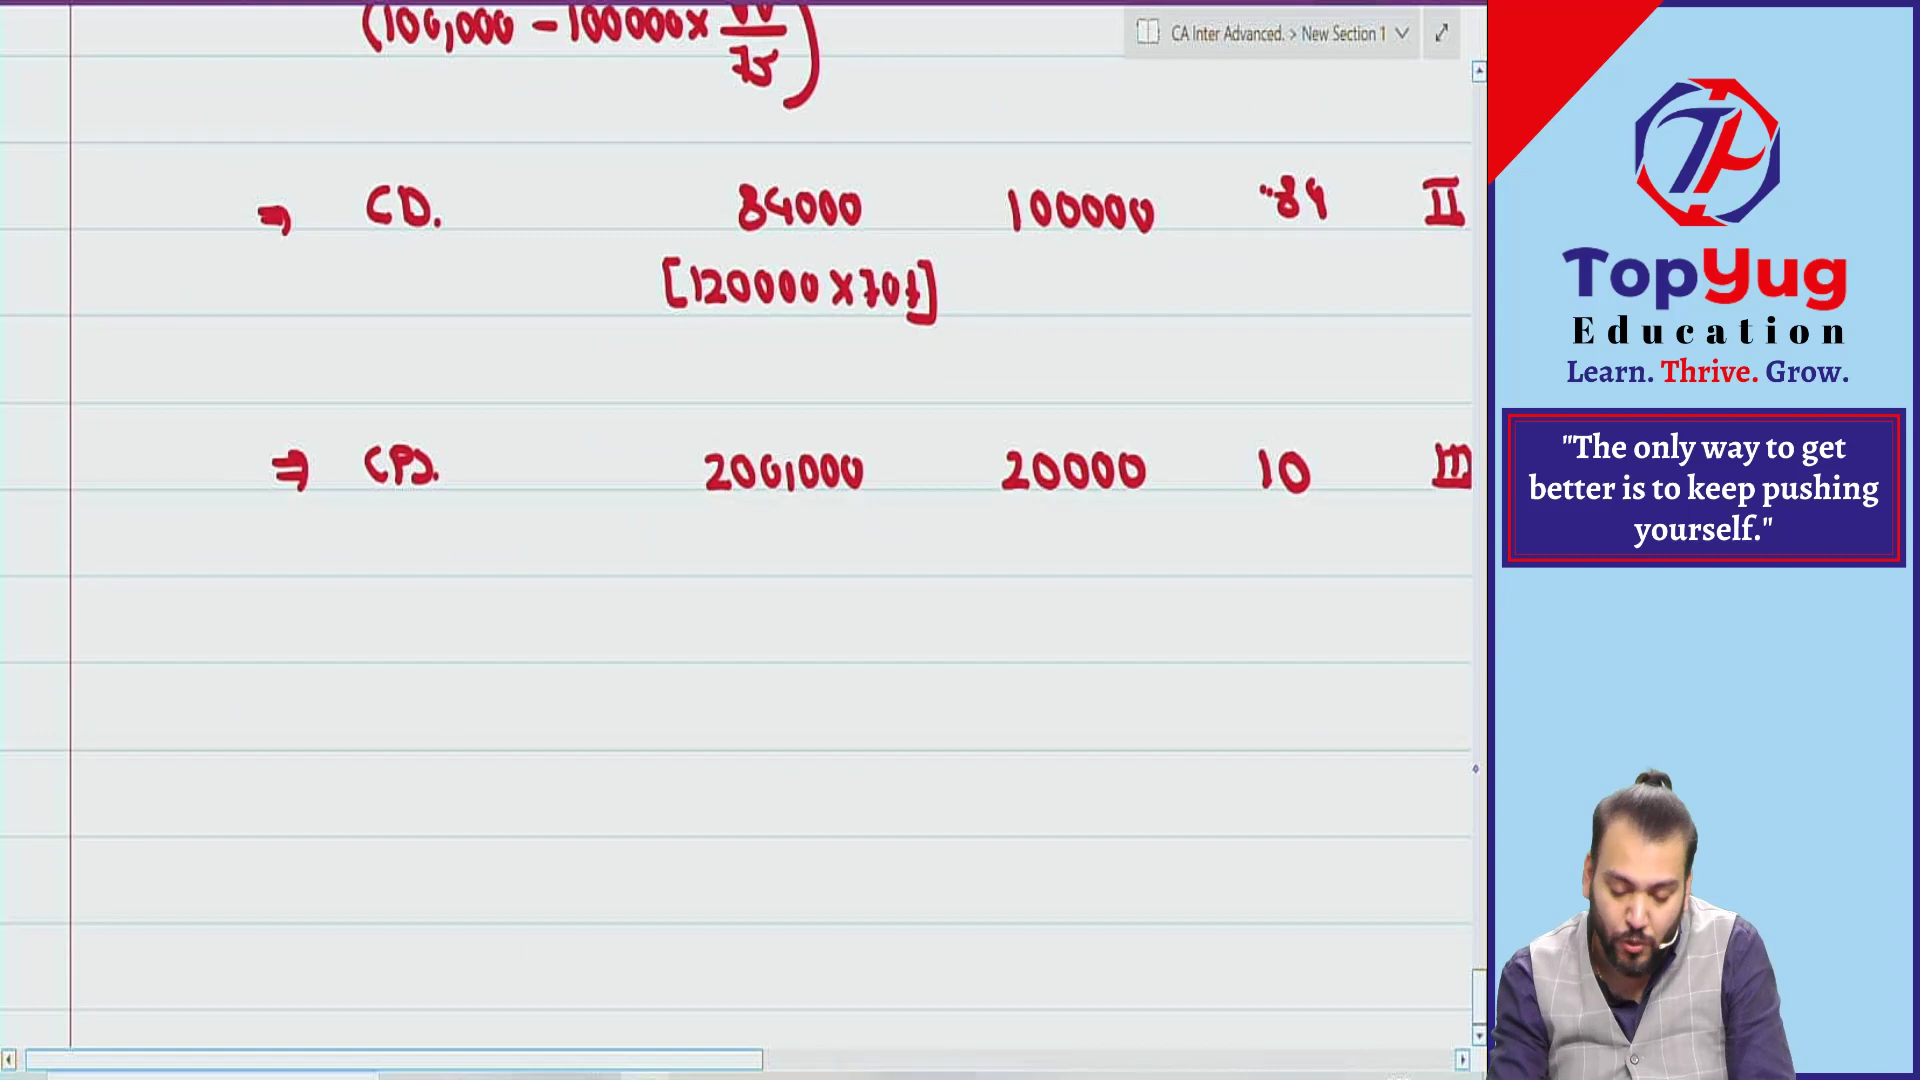 (100,000 - 100000 ×
75)
CA Inter Advanced. > New Section 1
⇒ CD. 84000 100000 .84 II
[120000 × 70%]
⇒ CPS. 200,000 20000 10 III
TopYug
Education
Learn. Thrive. Grow.
"The only way to get
better is to keep pushing
yourself."